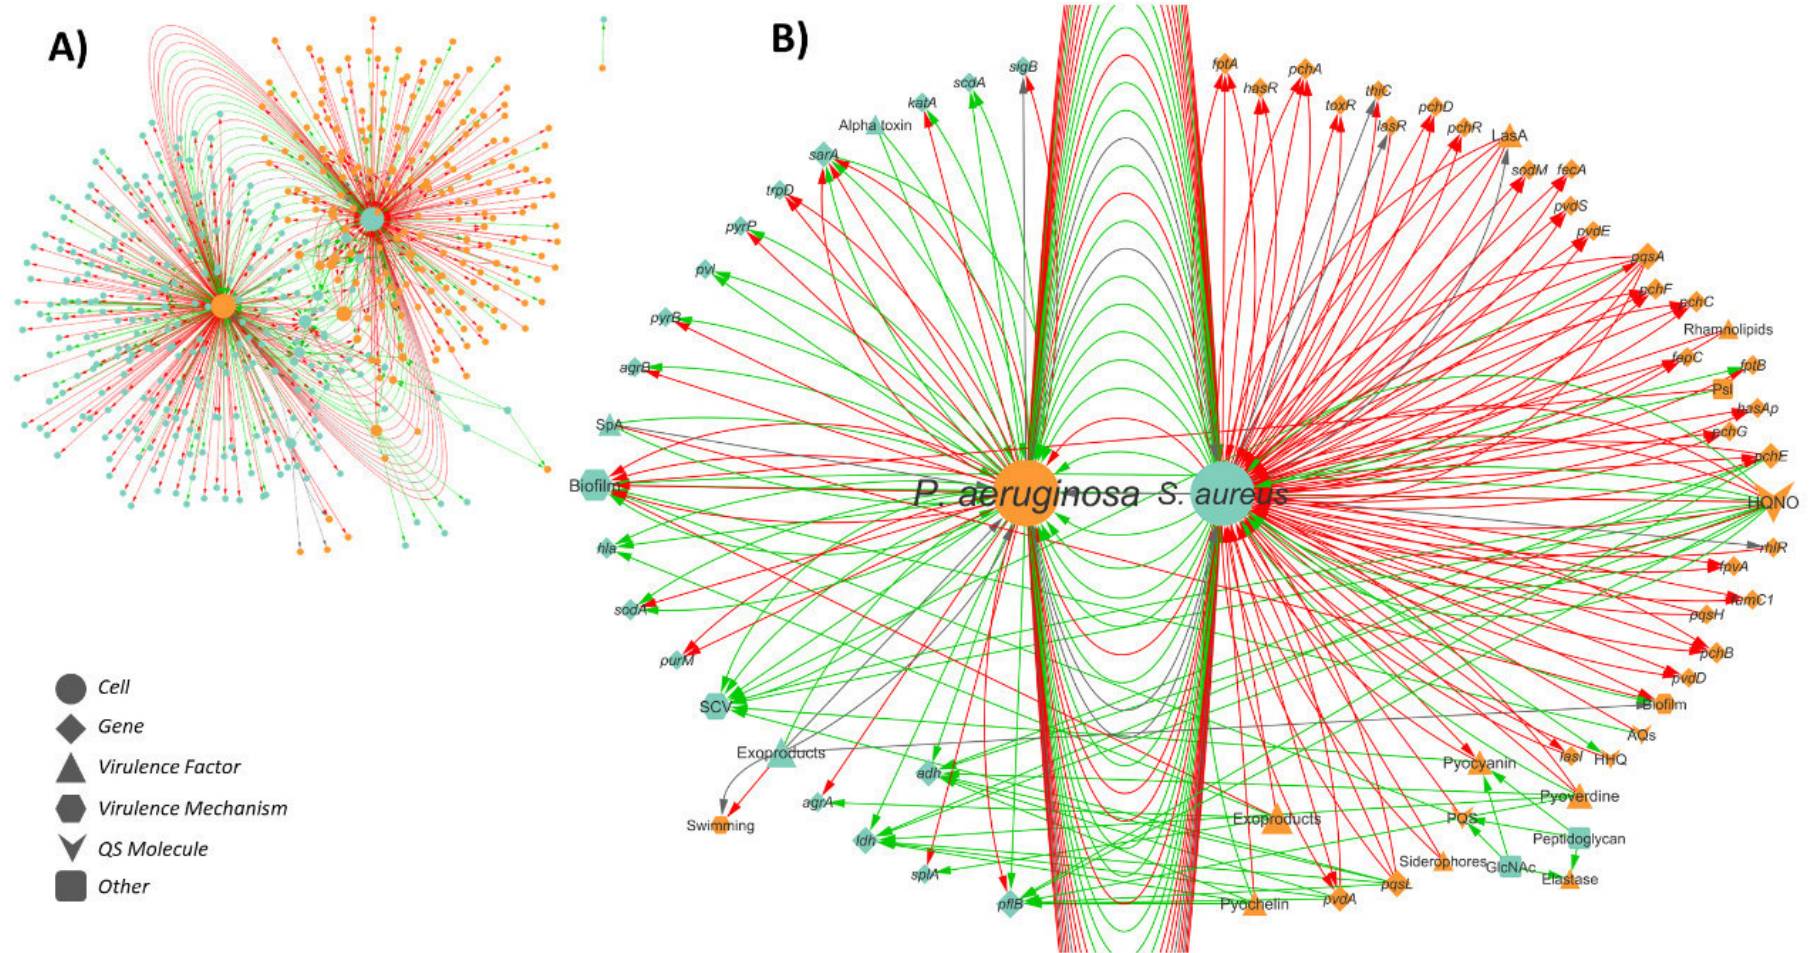 A)
B)
sigB
scdA
katA
Alpha toxin
sarA
trpD
pyrP
pvl
pyrB
agrB
SpA
Biofilm
hla
sodA
purM
SCV
Exoproducts
Swimming
agrA
adh
ldh
splA
pflB
P. aeruginosa
S. aureus
fptA
hasR
pchA
toxR
thiC
lasR
pchD
pchR
LasA
sodM
fecA
pvdS
pvdE
pqsA
pchF
pchC
Rhamnolipids
fepC
fptB
Psl
hasAp
pchG
pchE
HQNO
rhlR
fpvA
fumC1
pqsH
pchB
pvdD
Biofilm
AQs
lasI
HHQ
Pyocyanin
Pyoverdine
PQS
Peptidoglycan
Siderophores
GlcNAc
Elastase
Exoproducts
pqsL
pvdA
Pyochelin
Cell
Gene
Virulence Factor
Virulence Mechanism
QS Molecule
Other